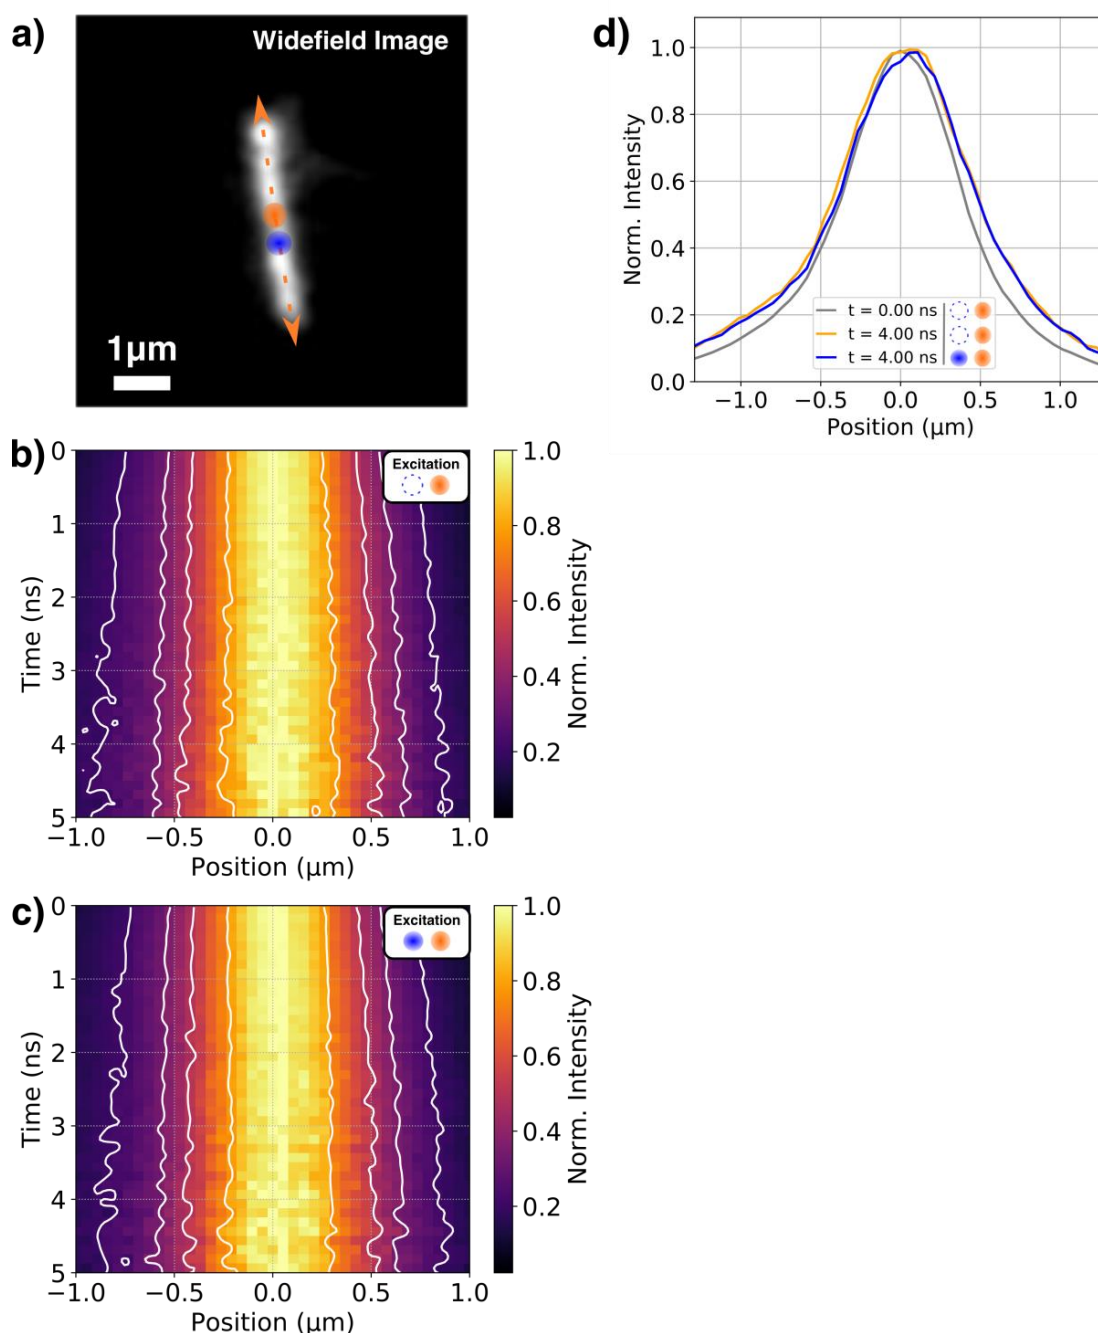 a)
Widefield Image
1µm
b)
Excitation
0
1
2
3
4
5
Time (ns)
−1.0
−0.5
0.0
0.5
1.0
Position (µm)
1.0
0.8
0.6
0.4
0.2
Norm. Intensity
c)
Excitation
0
1
2
3
4
5
Time (ns)
−1.0
−0.5
0.0
0.5
1.0
Position (µm)
1.0
0.8
0.6
0.4
0.2
Norm. Intensity
d)
1.0
0.8
0.6
0.4
0.2
0.0
Norm. Intensity
t = 0.00 ns
t = 4.00 ns
t = 4.00 ns
−1.0
−0.5
0.0
0.5
1.0
Position (µm)